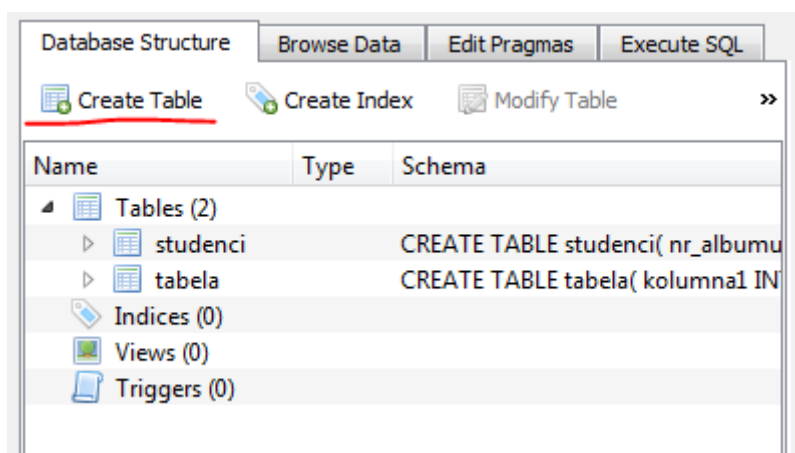 Database Structure Browse Data Edit Pragmas Execute SQL
Create Table Create Index Modify Table »
Name Type Schema
Tables (2)
studenci CREATE TABLE studenci( nr_albumu
tabela CREATE TABLE tabela( kolumna1 IN
Indices (0)
Views (0)
Triggers (0)